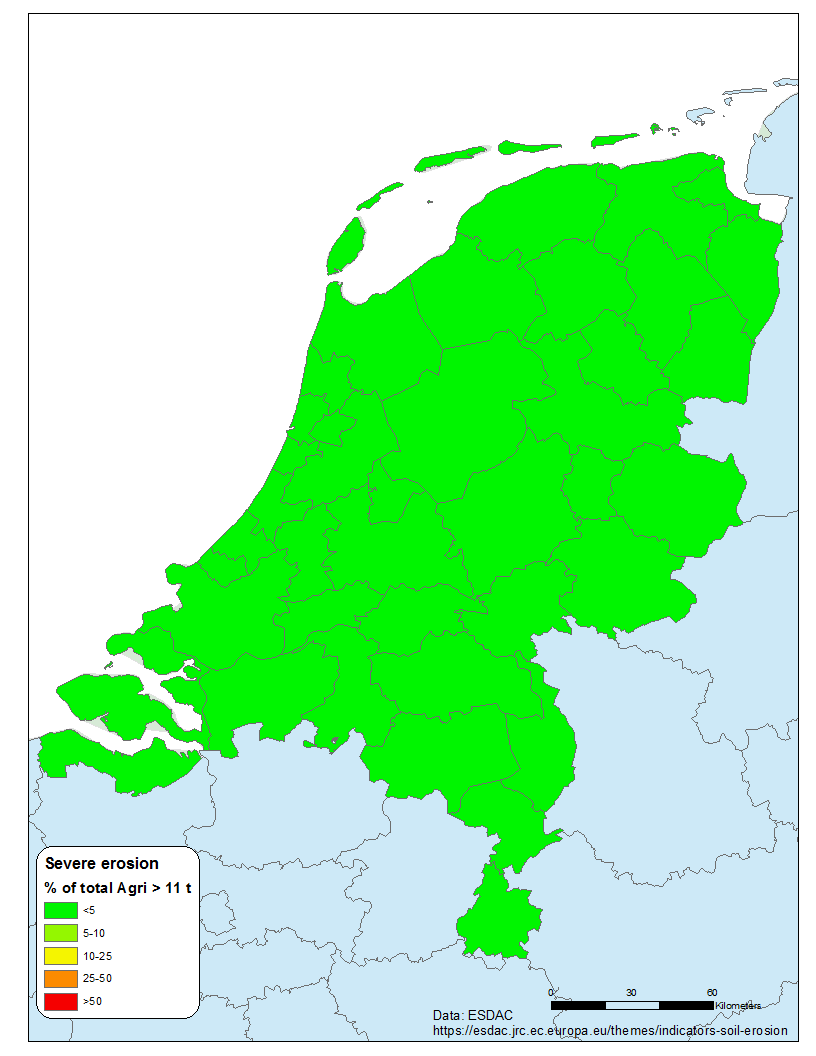 Severe erosion
% of total Agri > 11 t
<5
5-10
10-25
25-50
>50
0 30 60
Kilometers
Data: ESDAC
https://esdac.jrc.ec.europa.eu/themes/indicators-soil-erosion